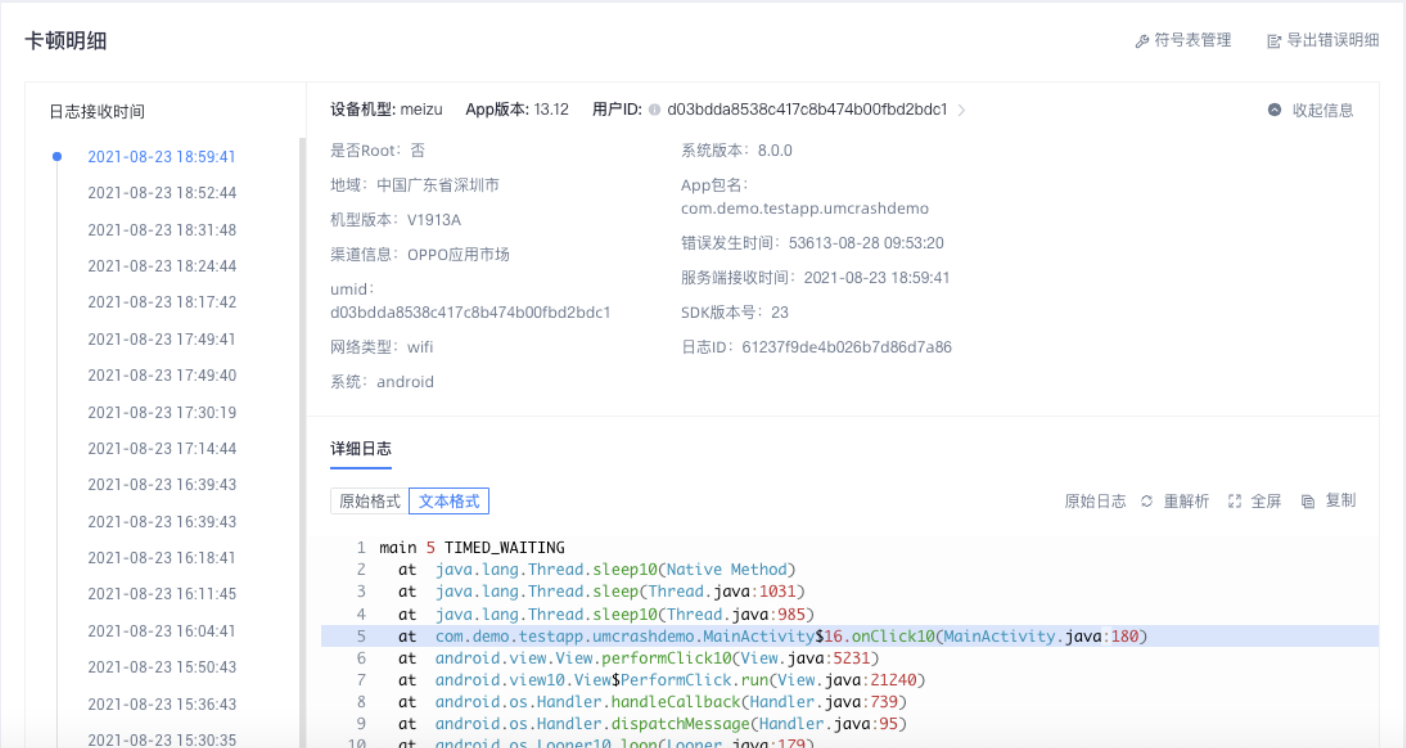 卡顿明细
符号表管理 导出错误明细
日志接收时间
2021-08-23 18:59:41
2021-08-23 18:52:44
2021-08-23 18:31:48
2021-08-23 18:24:44
2021-08-23 18:17:42
2021-08-23 17:49:41
2021-08-23 17:49:40
2021-08-23 17:30:19
2021-08-23 17:14:44
2021-08-23 16:39:43
2021-08-23 16:39:43
2021-08-23 16:18:41
2021-08-23 16:11:45
2021-08-23 16:04:41
2021-08-23 15:50:43
2021-08-23 15:36:43
2021-08-23 15:30:35
设备机型: meizu App版本: 13.12 用户ID: d03bdda8538c417c8b474b00fbd2bdc1
收起信息
是否Root：否
地域：中国广东省深圳市
机型版本：V1913A
渠道信息：OPPO应用市场
umid：
d03bdda8538c417c8b474b00fbd2bdc1
网络类型：wifi
系统：android
系统版本：8.0.0
App包名：
com.demo.testapp.umcrashdemo
错误发生时间：53613-08-28 09:53:20
服务端接收时间：2021-08-23 18:59:41
SDK版本号：23
日志ID：61237f9de4b026b7d86d7a86
详细日志
原始格式 文本格式
原始日志 重解析 全屏 复制
1 main 5 TIMED_WAITING
2 at java.lang.Thread.sleep10(Native Method)
3 at java.lang.Thread.sleep(Thread.java:1031)
4 at java.lang.Thread.sleep10(Thread.java:985)
5 at com.demo.testapp.umcrashdemo.MainActivity$16.onClick10(MainActivity.java:180)
6 at android.view.View.performClick10(View.java:5231)
7 at android.view10.View$PerformClick.run(View.java:21240)
8 at android.os.Handler.handleCallback(Handler.java:739)
9 at android.os.Handler.dispatchMessage(Handler.java:95)
10 at android.os.Looper10.loop(Looper.java:179)